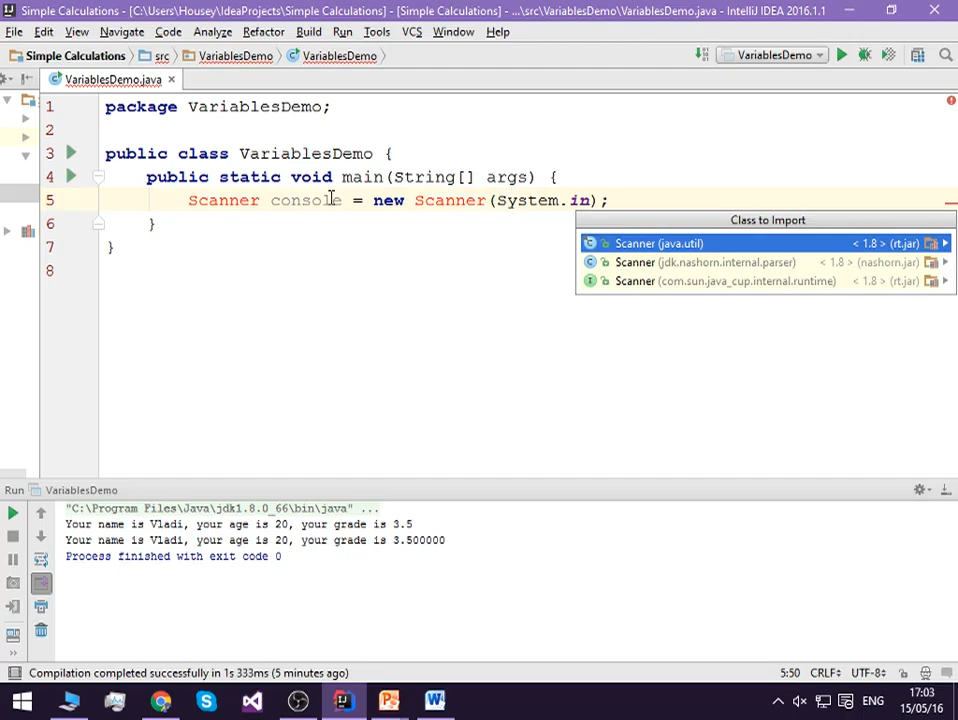 Simple Calculations - [C:\Users\Housey\IdeaProjects\Simple Calculations] - [Simple Calculations] - ...\src\VariablesDemo\VariablesDemo.java - IntelliJ IDEA 2016.1.1
File Edit View Navigate Code Analyze Refactor Build Run Tools VCS Window Help
Simple Calculations src VariablesDemo VariablesDemo VariablesDemo
VariablesDemo.java
1 package VariablesDemo;
2
3 public class VariablesDemo {
4 public static void main(String[] args) {
5 Scanner console = new Scanner(System.in);
6 }
7 }
8
Class to Import
Scanner (java.util) < 1.8 > (rt.jar)
Scanner (jdk.nashorn.internal.parser) < 1.8 > (nashorn.jar)
Scanner (com.sun.java_cup.internal.runtime) < 1.8 > (rt.jar)
Run VariablesDemo
"C:\Program Files\Java\jdk1.8.0_66\bin\java" ...
Your name is Vladi, your age is 20, your grade is 3.5
Your name is Vladi, your age is 20, your grade is 3.500000
Process finished with exit code 0
Compilation completed successfully in 1s 333ms (5 minutes ago) 5:50 CRLF UTF-8
ENG 17:03
15/05/16